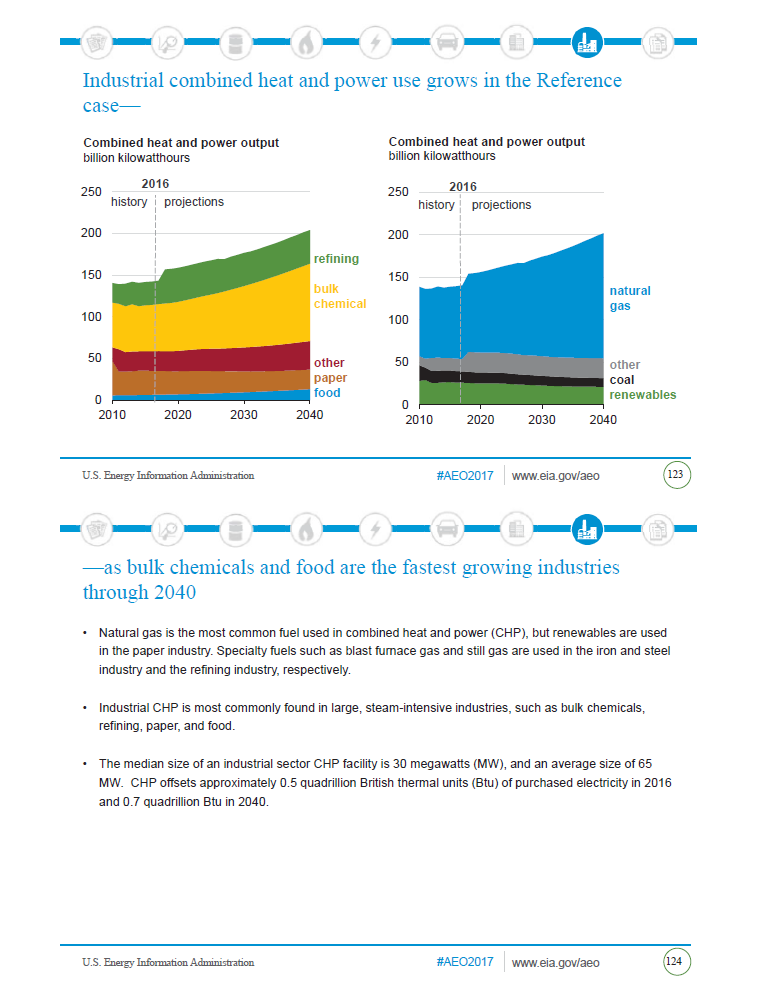 Industrial combined heat and power use grows in the Reference
case—
Combined heat and power output
billion kilowatthours
2016
250
history
projections
200
150
100
50
0
2010
2020
2030
2040
refining
bulk
chemical
other
paper
food
Combined heat and power output
billion kilowatthours
2016
250
history
projections
200
150
100
50
0
2010
2020
2030
2040
natural
gas
other
coal
renewables
U.S. Energy Information Administration
#AEO2017
www.eia.gov/aeo
123
—as bulk chemicals and food are the fastest growing industries
through 2040
• Natural gas is the most common fuel used in combined heat and power (CHP), but renewables are used
in the paper industry. Specialty fuels such as blast furnace gas and still gas are used in the iron and steel
industry and the refining industry, respectively.
• Industrial CHP is most commonly found in large, steam-intensive industries, such as bulk chemicals,
refining, paper, and food.
• The median size of an industrial sector CHP facility is 30 megawatts (MW), and an average size of 65
MW. CHP offsets approximately 0.5 quadrillion British thermal units (Btu) of purchased electricity in 2016
and 0.7 quadrillion Btu in 2040.
U.S. Energy Information Administration
#AEO2017
www.eia.gov/aeo
124